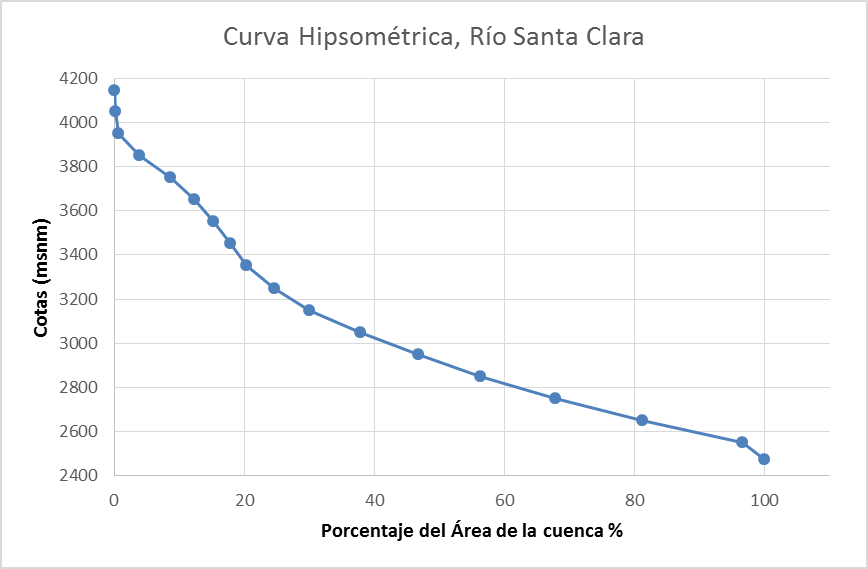 Curva Hipsométrica, Río Santa Clara
4200
4000
3800
3600
3400
3200
3000
2800
2600
2400
Cotas (msnm)
0 20 40 60 80 100
Porcentaje del Área de la cuenca %